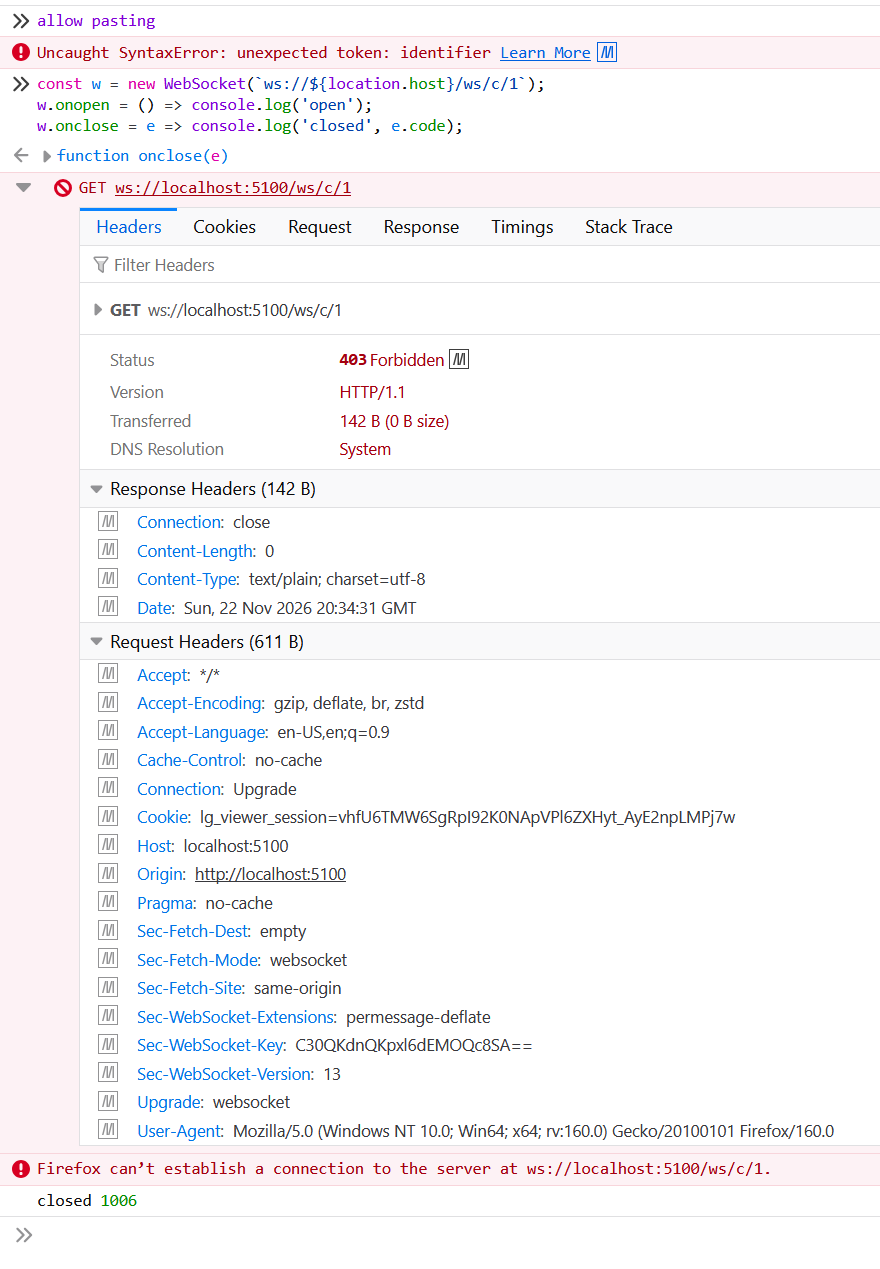 allow pasting
Uncaught SyntaxError: unexpected token: identifier Learn More
const w = new WebSocket(`ws://${location.host}/ws/c/1`);
w.onopen = () => console.log('open');
w.onclose = e => console.log('closed', e.code);
function onclose(e)
GET ws://localhost:5100/ws/c/1
Headers Cookies Request Response Timings Stack Trace
Filter Headers
GET ws://localhost:5100/ws/c/1
Status 403 Forbidden
Version HTTP/1.1
Transferred 142 B (0 B size)
DNS Resolution System
Response Headers (142 B)
Connection: close
Content-Length: 0
Content-Type: text/plain; charset=utf-8
Date: Sun, 22 Nov 2026 20:34:31 GMT
Request Headers (611 B)
Accept: */*
Accept-Encoding: gzip, deflate, br, zstd
Accept-Language: en-US,en;q=0.9
Cache-Control: no-cache
Connection: Upgrade
Cookie: lg_viewer_session=vhfU6TMW6SgRpI92K0NApVPl6ZXHyt_AyE2npLMPj7w
Host: localhost:5100
Origin: http://localhost:5100
Pragma: no-cache
Sec-Fetch-Dest: empty
Sec-Fetch-Mode: websocket
Sec-Fetch-Site: same-origin
Sec-WebSocket-Extensions: permessage-deflate
Sec-WebSocket-Key: C30QKdnQKpxl6dEMOQc8SA==
Sec-WebSocket-Version: 13
Upgrade: websocket
User-Agent: Mozilla/5.0 (Windows NT 10.0; Win64; x64; rv:160.0) Gecko/20100101 Firefox/160.0
Firefox can’t establish a connection to the server at ws://localhost:5100/ws/c/1.
closed 1006